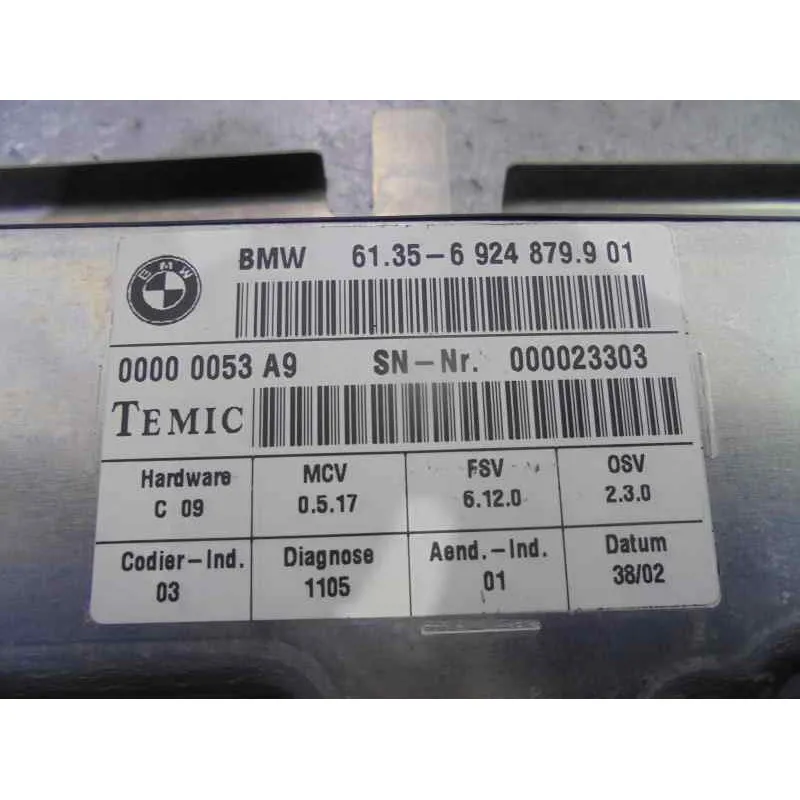 BMW 61.35-6 924 879.9 01
BMW
0000 0053 A9 SN-Nr. 000023303
TEMIC
Hardware MCV FSV OSV
C 09 0.5.17 6.12.0 2.3.0
Codier-Ind. Diagnose Aend.-Ind. Datum
03 1105 01 38/02